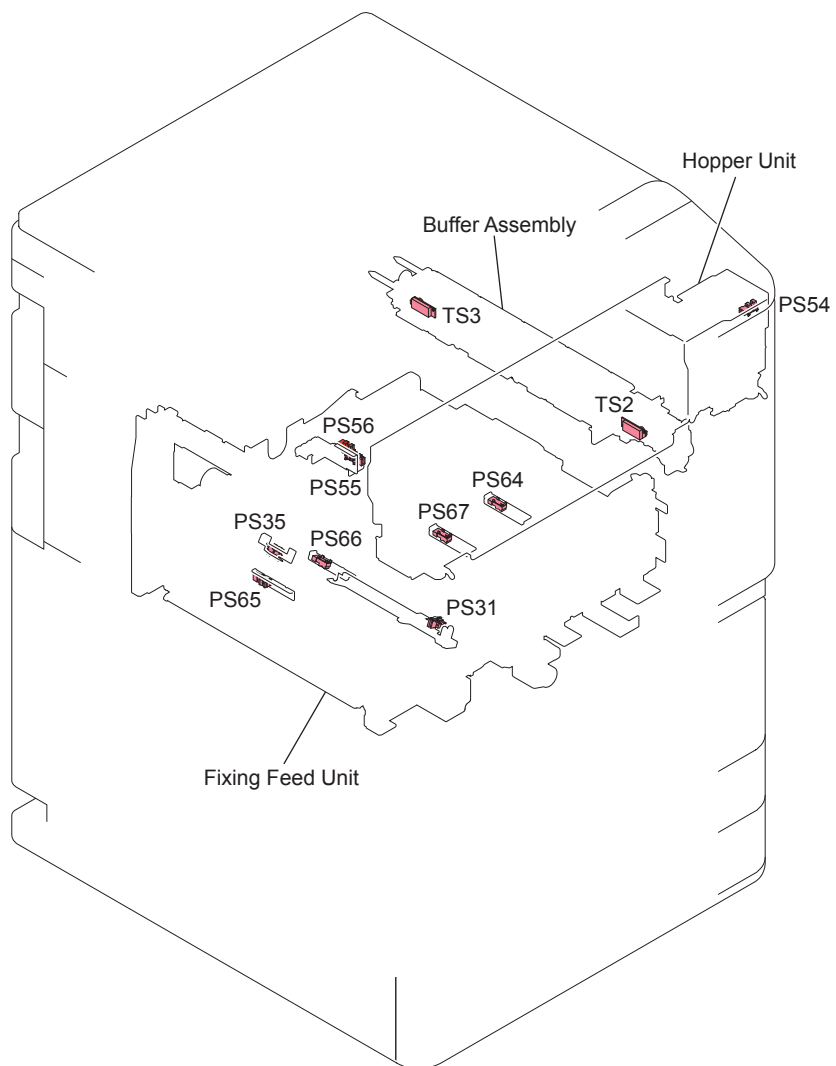 Hopper Unit
Buffer Assembly
PS54
TS3
TS2
PS56
PS64
PS55
PS67
PS35
PS66
PS65
PS31
Fixing Feed Unit